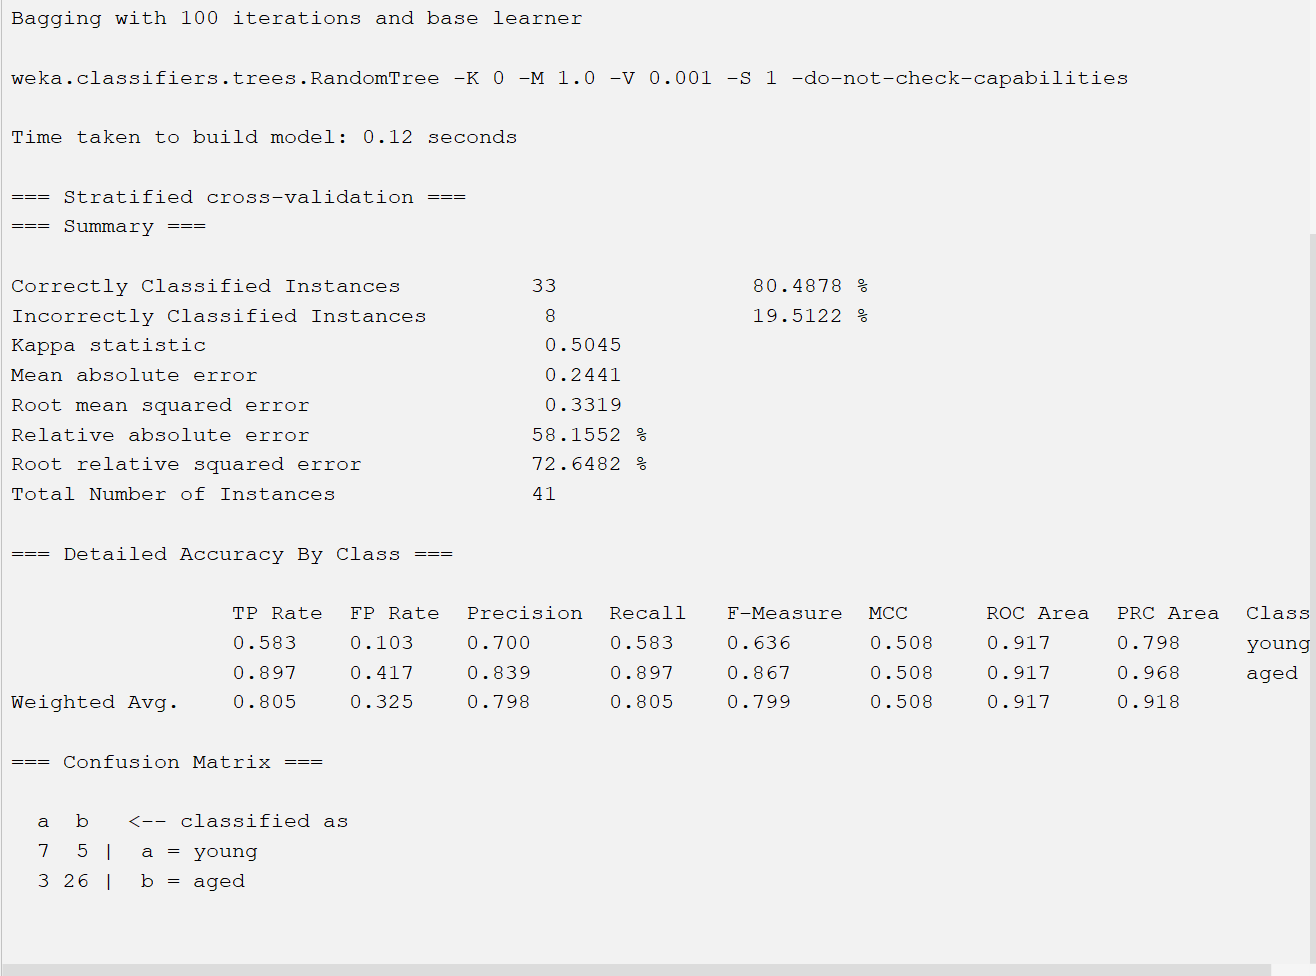 Bagging with 100 iterations and base learner
weka.classifiers.trees.RandomTree -K 0 -M 1.0 -V 0.001 -S 1 -do-not-check-capabilities
Time taken to build model: 0.12 seconds
=== Stratified cross-validation ===
=== Summary ===
Correctly Classified Instances 33 80.4878 %
Incorrectly Classified Instances 8 19.5122 %
Kappa statistic 0.5045
Mean absolute error 0.2441
Root mean squared error 0.3319
Relative absolute error 58.1552 %
Root relative squared error 72.6482 %
Total Number of Instances 41
=== Detailed Accuracy By Class ===
TP Rate FP Rate Precision Recall F-Measure MCC ROC Area PRC Area Class
0.583 0.103 0.700 0.583 0.636 0.508 0.917 0.798 young
0.897 0.417 0.839 0.897 0.867 0.508 0.917 0.968 aged
Weighted Avg. 0.805 0.325 0.798 0.805 0.799 0.508 0.917 0.918
=== Confusion Matrix ===
a b <-- classified as
7 5 | a = young
3 26 | b = aged